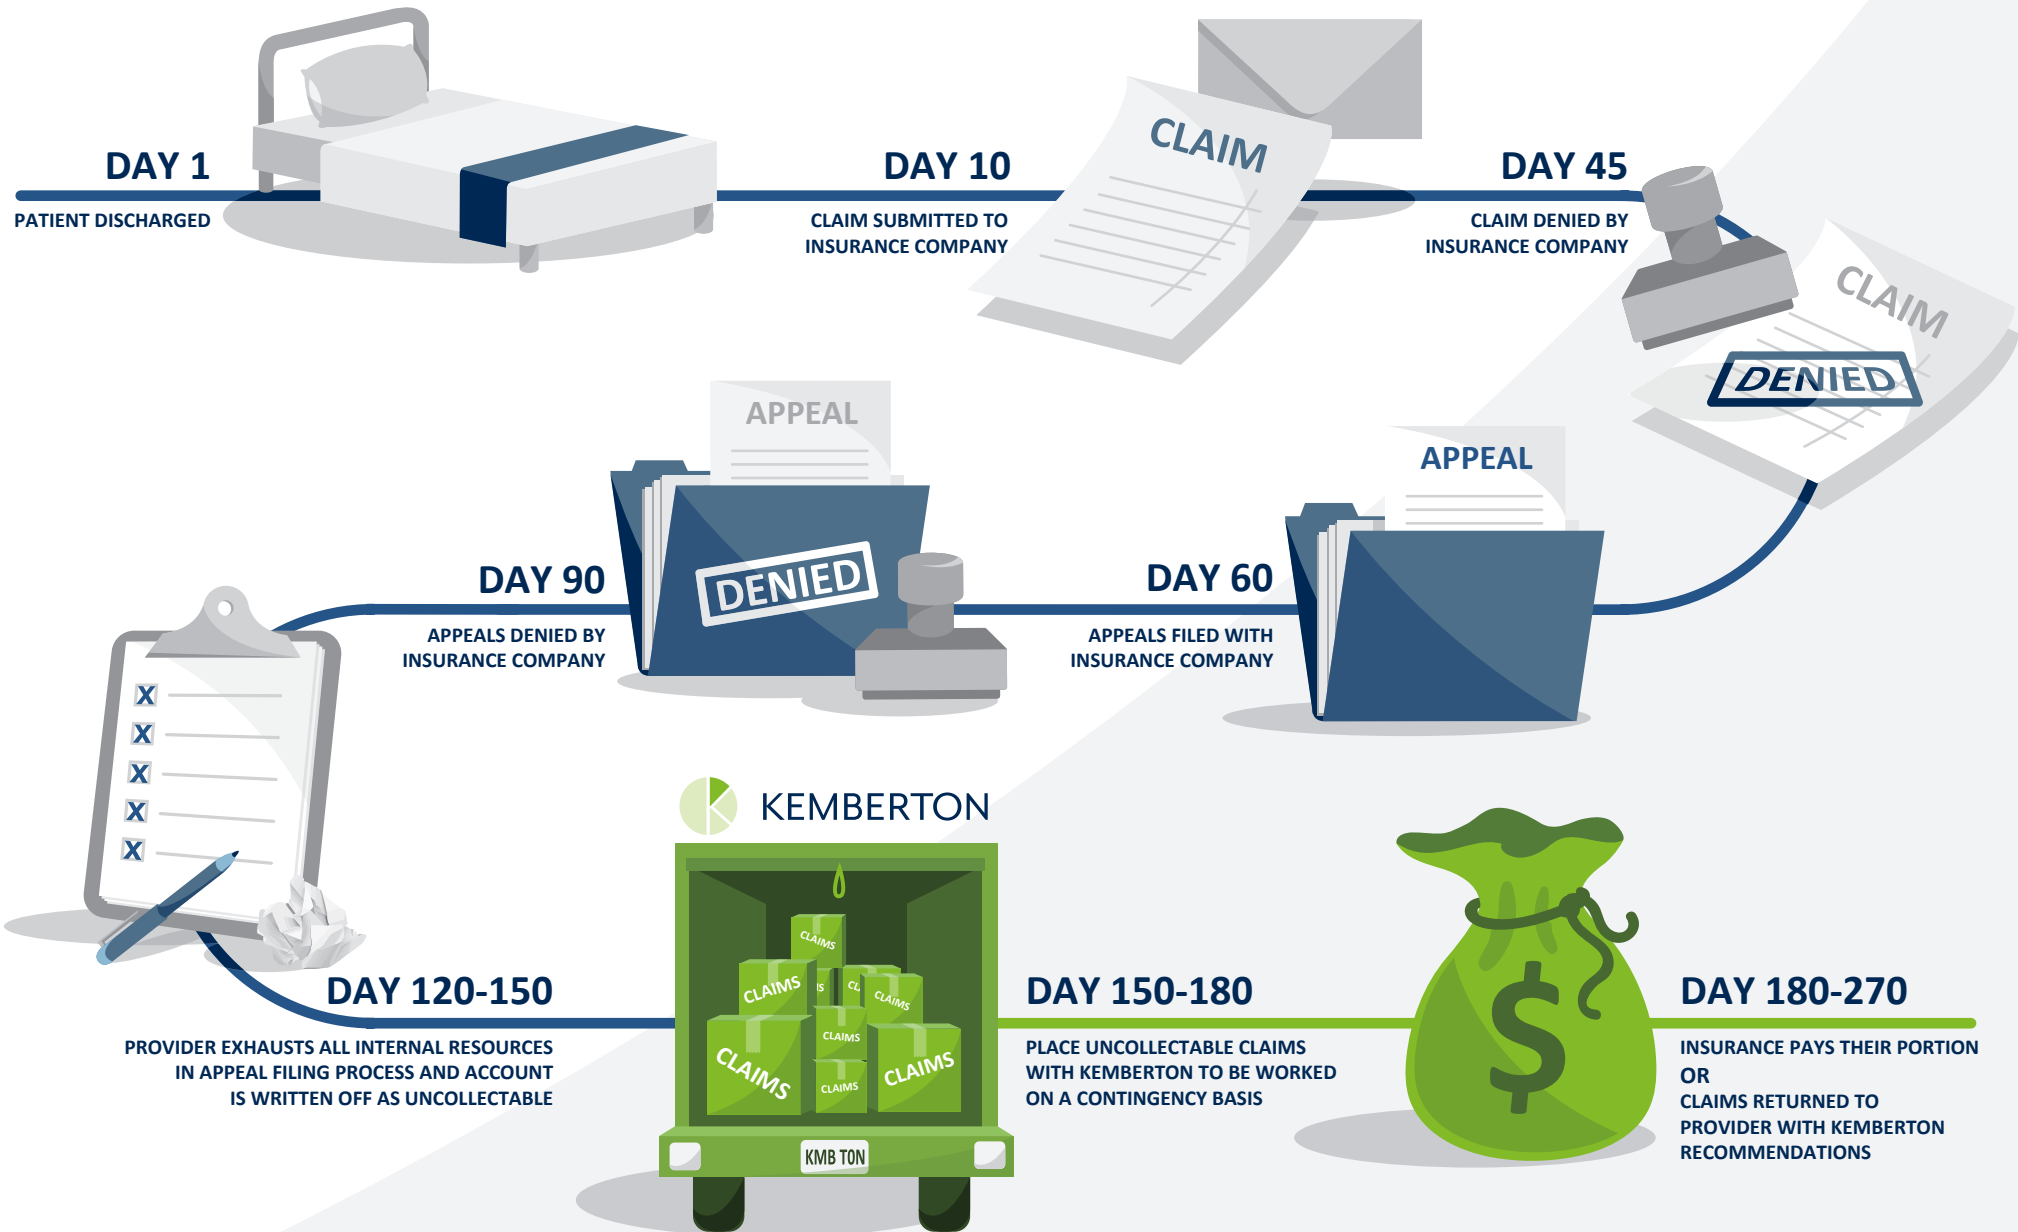 DAY 1
PATIENT DISCHARGED
DAY 10
CLAIM SUBMITTED TO
INSURANCE COMPANY
CLAIM
DAY 45
CLAIM DENIED BY
INSURANCE COMPANY
CLAIM
DENIED
APPEAL
DAY 60
APPEALS FILED WITH
INSURANCE COMPANY
APPEAL
DENIED
DAY 90
APPEALS DENIED BY
INSURANCE COMPANY
X
X
X
X
X
DAY 120-150
PROVIDER EXHAUSTS ALL INTERNAL RESOURCES
IN APPEAL FILING PROCESS AND ACCOUNT
IS WRITTEN OFF AS UNCOLLECTABLE
KEMBERTON
CLAIMS
CLAIMS
CLAIMS
CLAIMS
CLAIMS
CLAIMS
CLAIMS
KMB TON
DAY 150-180
PLACE UNCOLLECTABLE CLAIMS
WITH KEMBERTON TO BE WORKED
ON A CONTINGENCY BASIS
$
DAY 180-270
INSURANCE PAYS THEIR PORTION
OR
CLAIMS RETURNED TO
PROVIDER WITH KEMBERTON
RECOMMENDATIONS